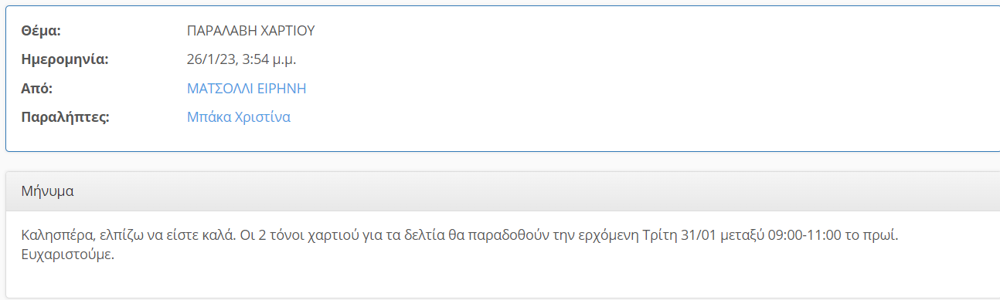 Θέμα: ΠΑΡΑΛΑΒΗ ΧΑΡΤΙΟΥ
Ημερομηνία: 26/1/23, 3:54 μ.μ.
Από: ΜΑΤΣΟΛΛΙ ΕΙΡΗΝΗ
Παραλήπτες: Μπάκα Χριστίνα
Μήνυμα
Καλησπέρα, ελπίζω να είστε καλά. Οι 2 τόνοι χαρτιού για τα δελτία θα παραδοθούν την ερχόμενη Τρίτη 31/01 μεταξύ 09:00-11:00 το πρωί.
Ευχαριστούμε.